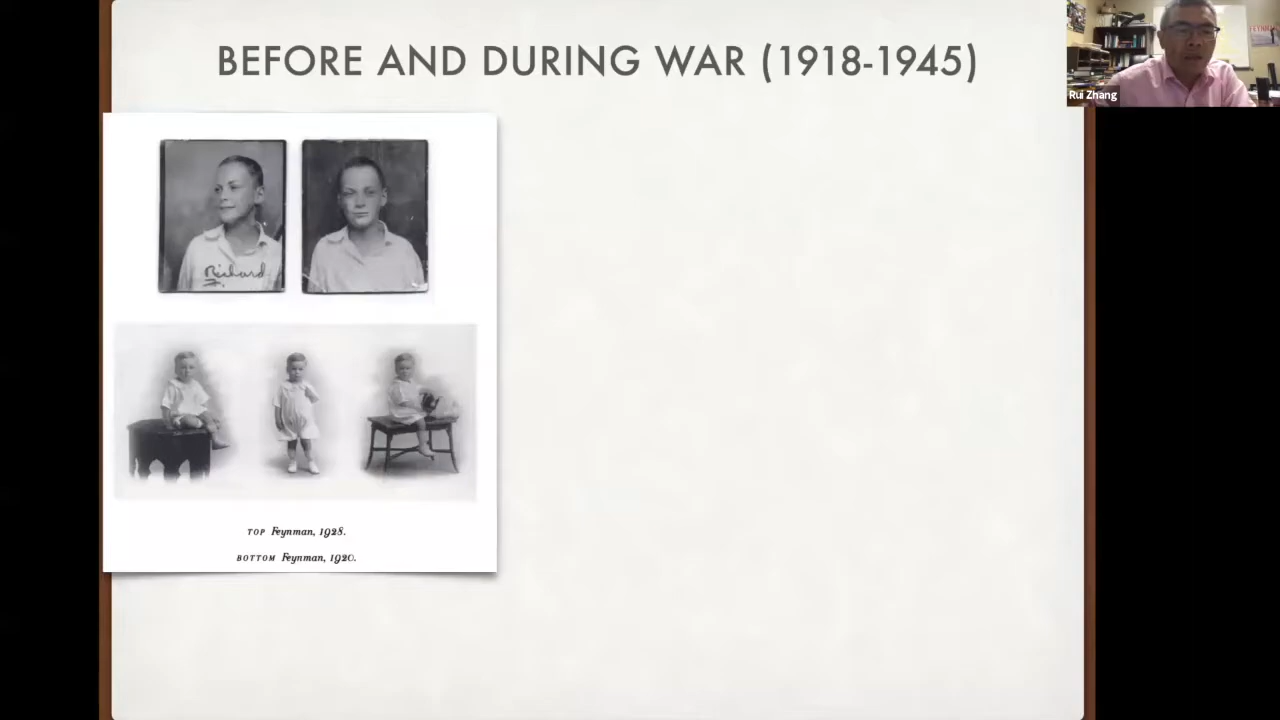 BEFORE AND DURING WAR (1918-1945)
Rui Zhang
Richard
TOP Feynman, 1928.
BOTTOM Feynman, 1920.